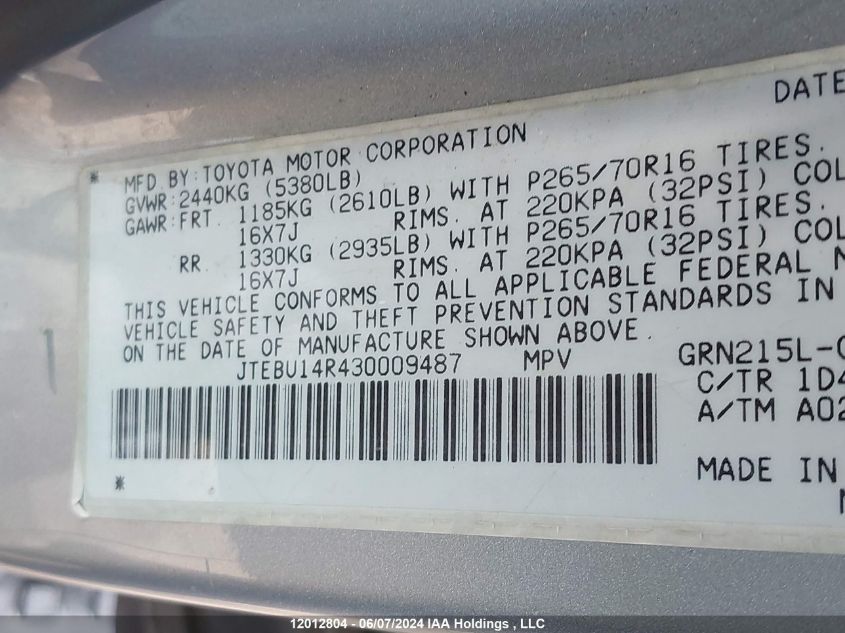 DATE
* MFD. BY: TOYOTA MOTOR CORPORATION
GVWR: 2440KG (5380LB)
GAWR: FRT. 1185KG (2610LB) WITH P265/70R16 TIRES.
16X7J RIMS. AT 220KPA (32PSI) COL
RR. 1330KG (2935LB) WITH P265/70R16 TIRES.
16X7J RIMS. AT 220KPA (32PSI) COL
THIS VEHICLE CONFORMS TO ALL APPLICABLE FEDERAL M
VEHICLE SAFETY AND THEFT PREVENTION STANDARDS IN
ON THE DATE OF MANUFACTURE SHOWN ABOVE.
JTEBU14R430009487 MPV GRN215L-
C/TR 1D4
A/TM A02
* MADE IN
12012804 - 06/07/2024 IAA Holdings , LLC